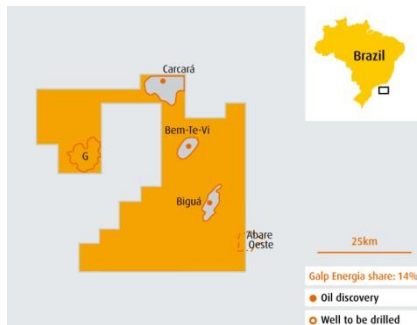 Carcará
Brazil
Bem-Te-Vi
G
Biguá
Abare
Oeste
25km
Galp Energia share: 14%
Oil discovery
Well to be drilled